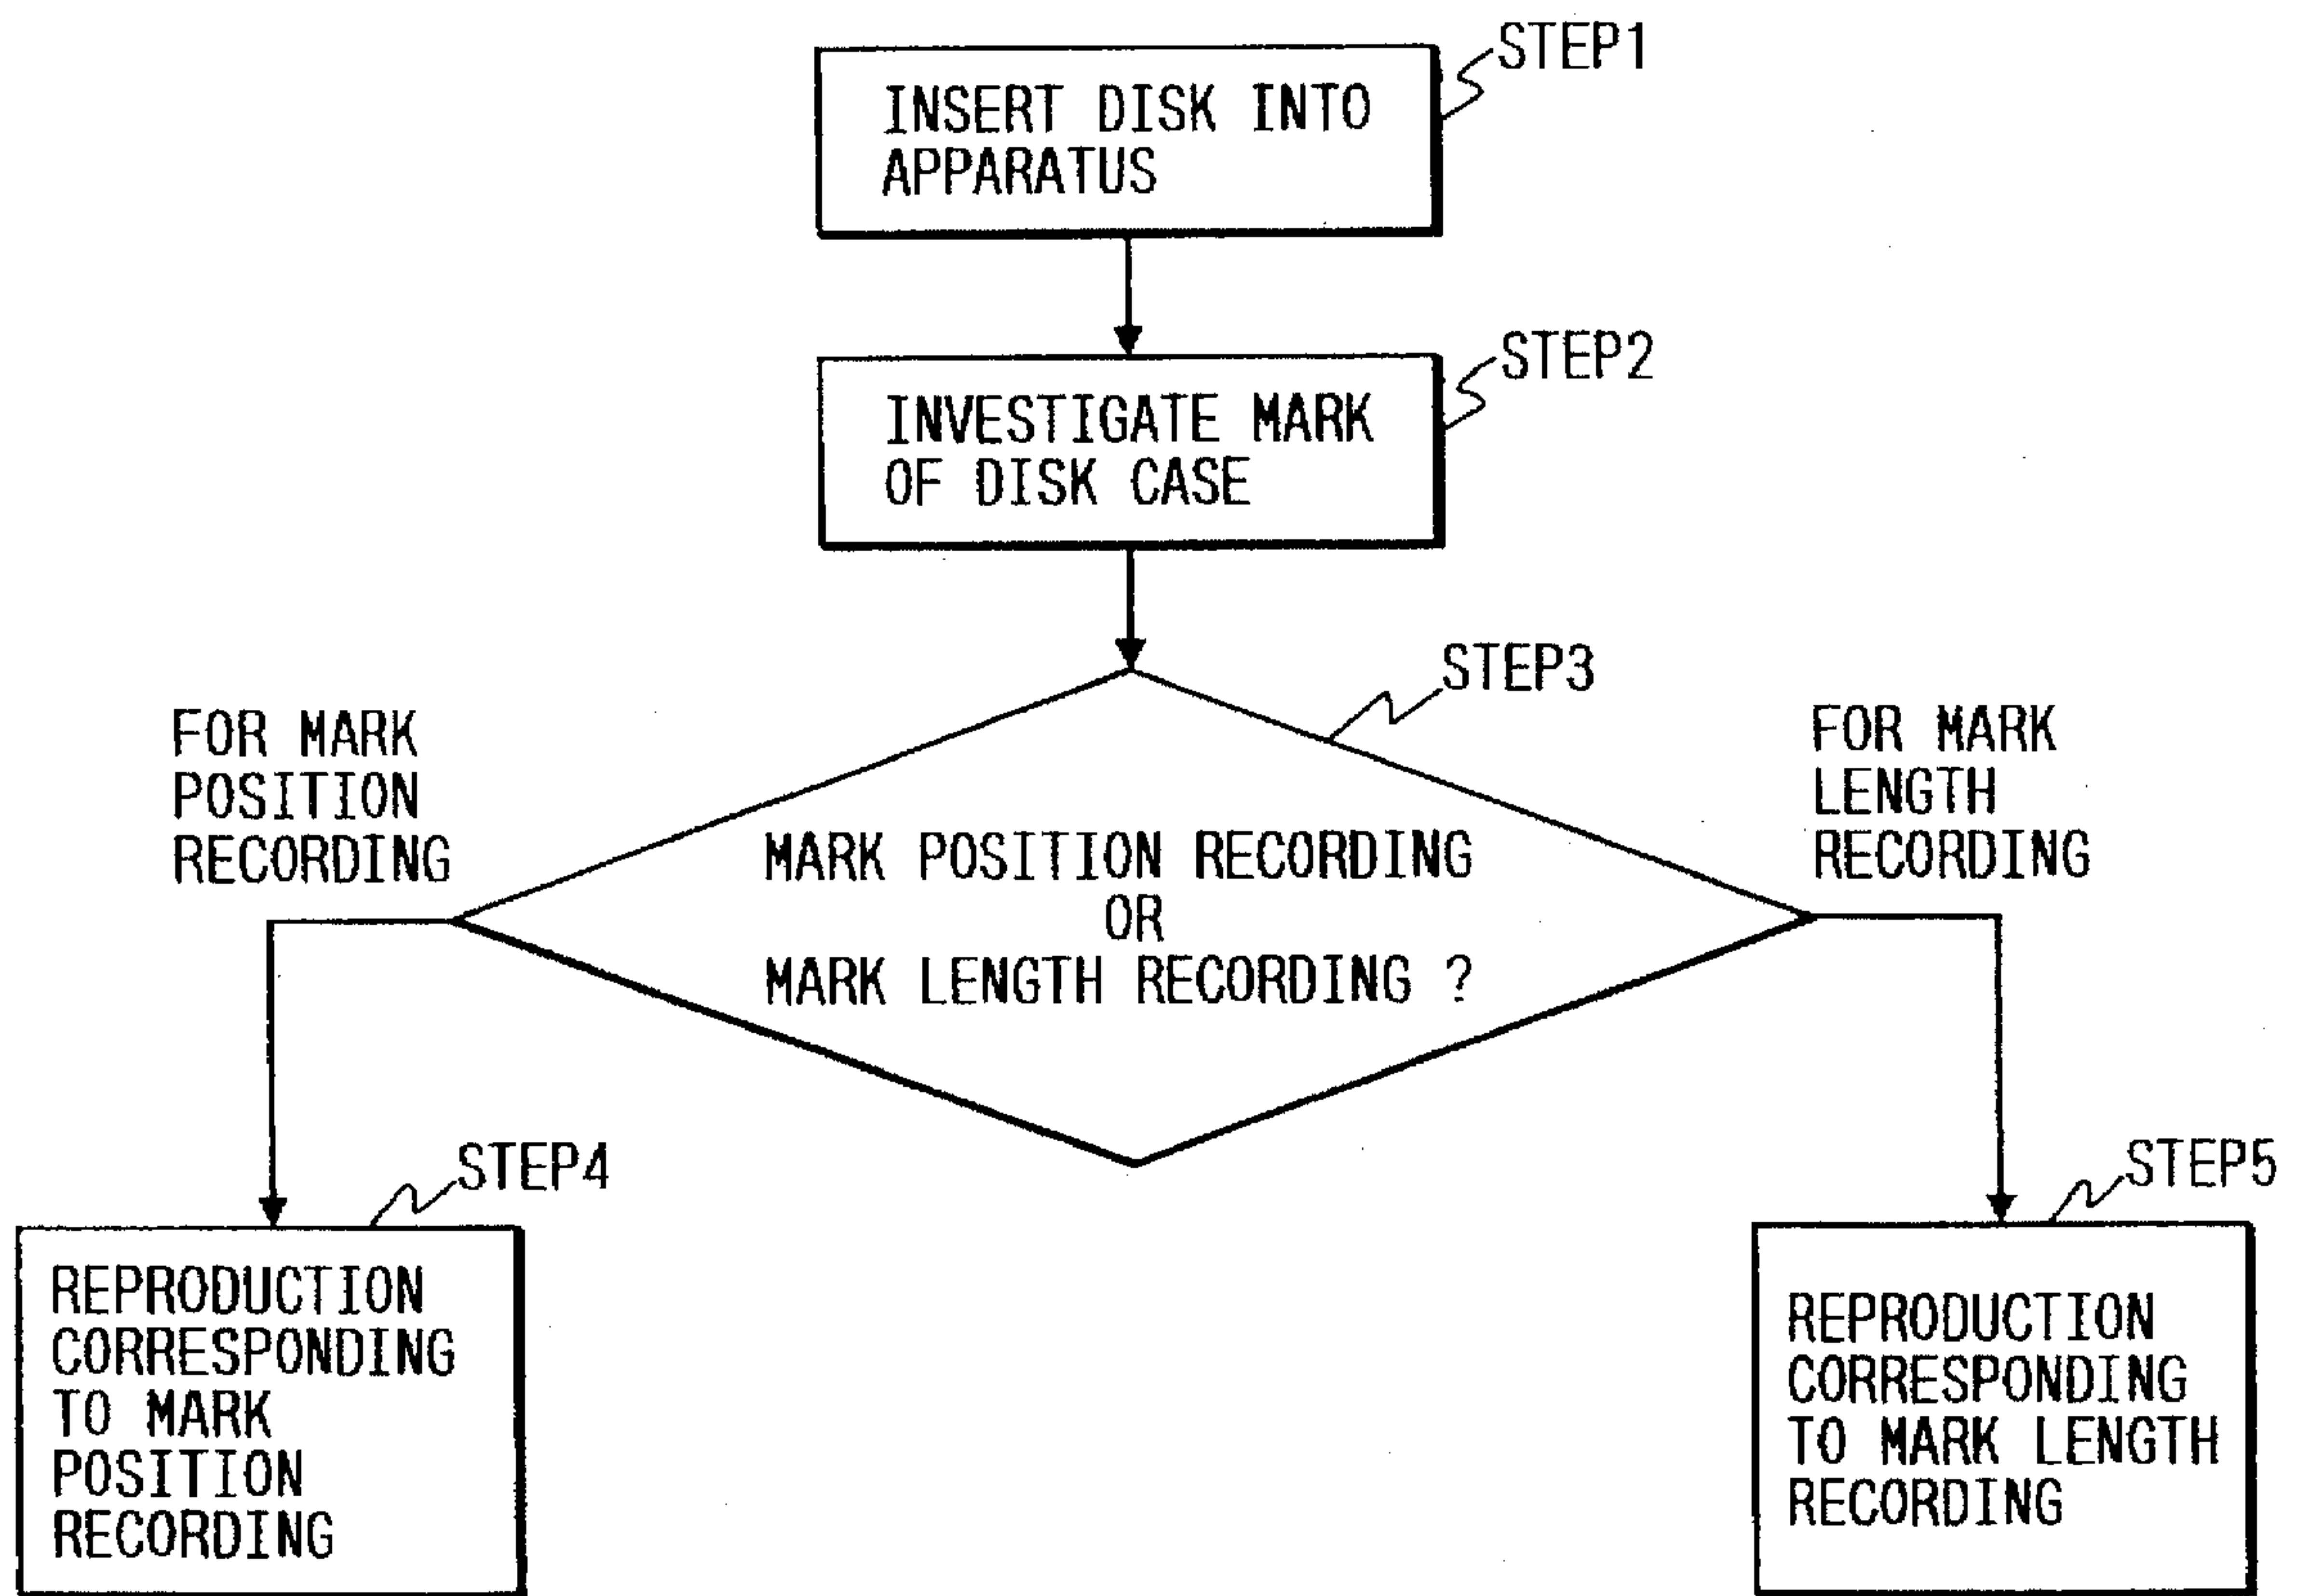 STEP1
INSERT DISK INTO
APPARATUS
STEP2
INVESTIGATE MARK
OF DISK CASE
STEP3
FOR MARK
POSITION
RECORDING
FOR MARK
LENGTH
RECORDING
MARK POSITION RECORDING
OR
MARK LENGTH RECORDING ?
STEP4
REPRODUCTION
CORRESPONDING
TO MARK
POSITION
RECORDING
STEP5
REPRODUCTION
CORRESPONDING
TO MARK LENGTH
RECORDING